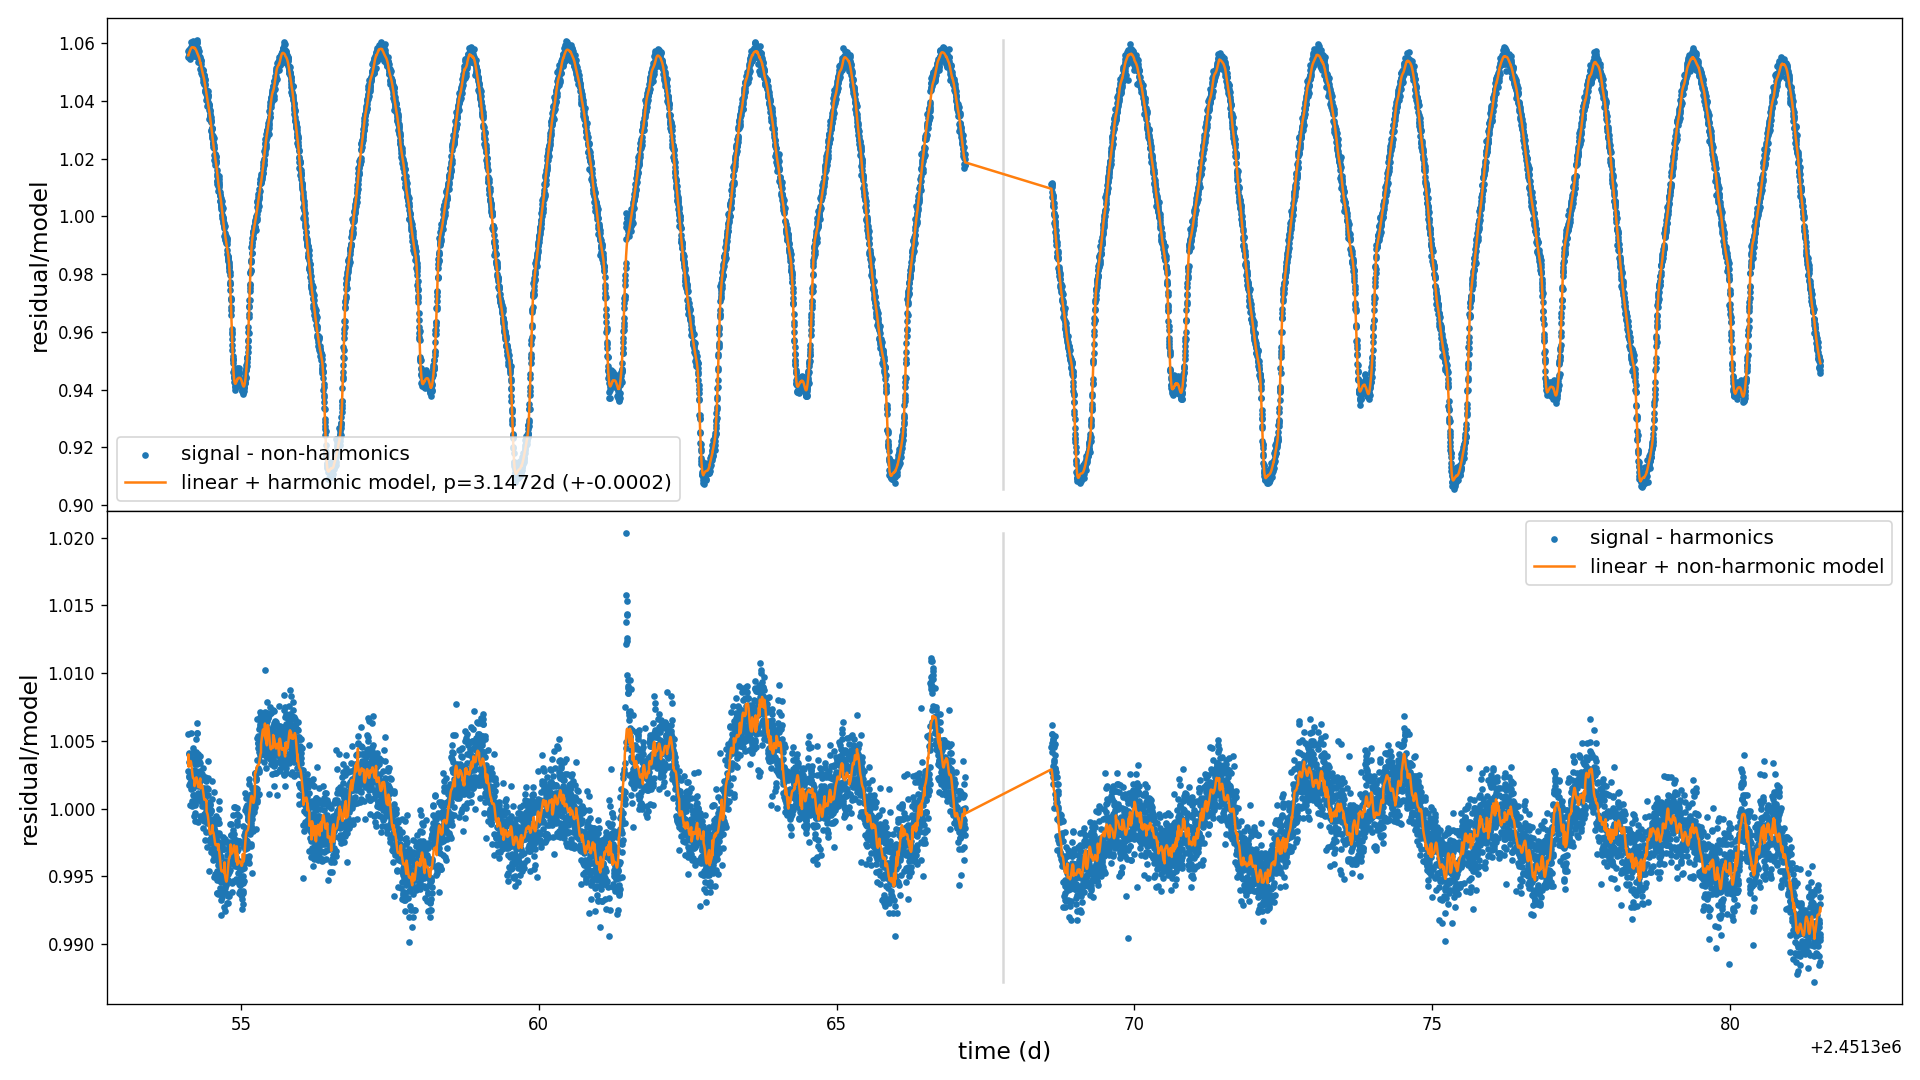 1.06
1.04
1.02
1.00
0.98
0.96
0.94
0.92
0.90
residual/model
signal - non-harmonics
linear + harmonic model, p=3.1472d (+-0.0002)
1.020
1.015
1.010
1.005
1.000
0.995
0.990
residual/model
signal - harmonics
linear + non-harmonic model
55 60 65 70 75 80
time (d)
+2.4513e6